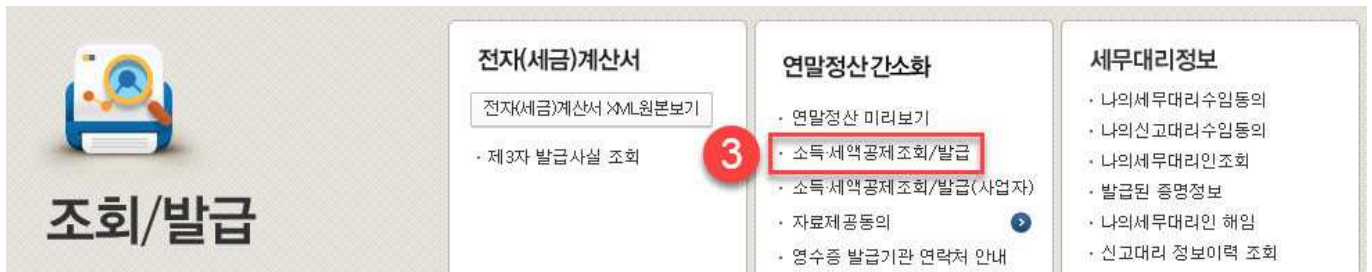 조회/발급
전자(세금)계산서
전자(세금)계산서 XML원본보기
· 제3자 발급사실 조회
연말정산간소화
· 연말정산 미리보기
3
· 소득·세액공제조회/발급
· 소득·세액공제조회/발급(사업자)
· 자료제공동의
· 영수증 발급기관 연락처 안내
세무대리정보
· 나의세무대리수임동의
· 나의신고대리수임동의
· 나의세무대리인조회
· 발급된 증명정보
· 나의세무대리인 해임
· 신고대리 정보이력 조회